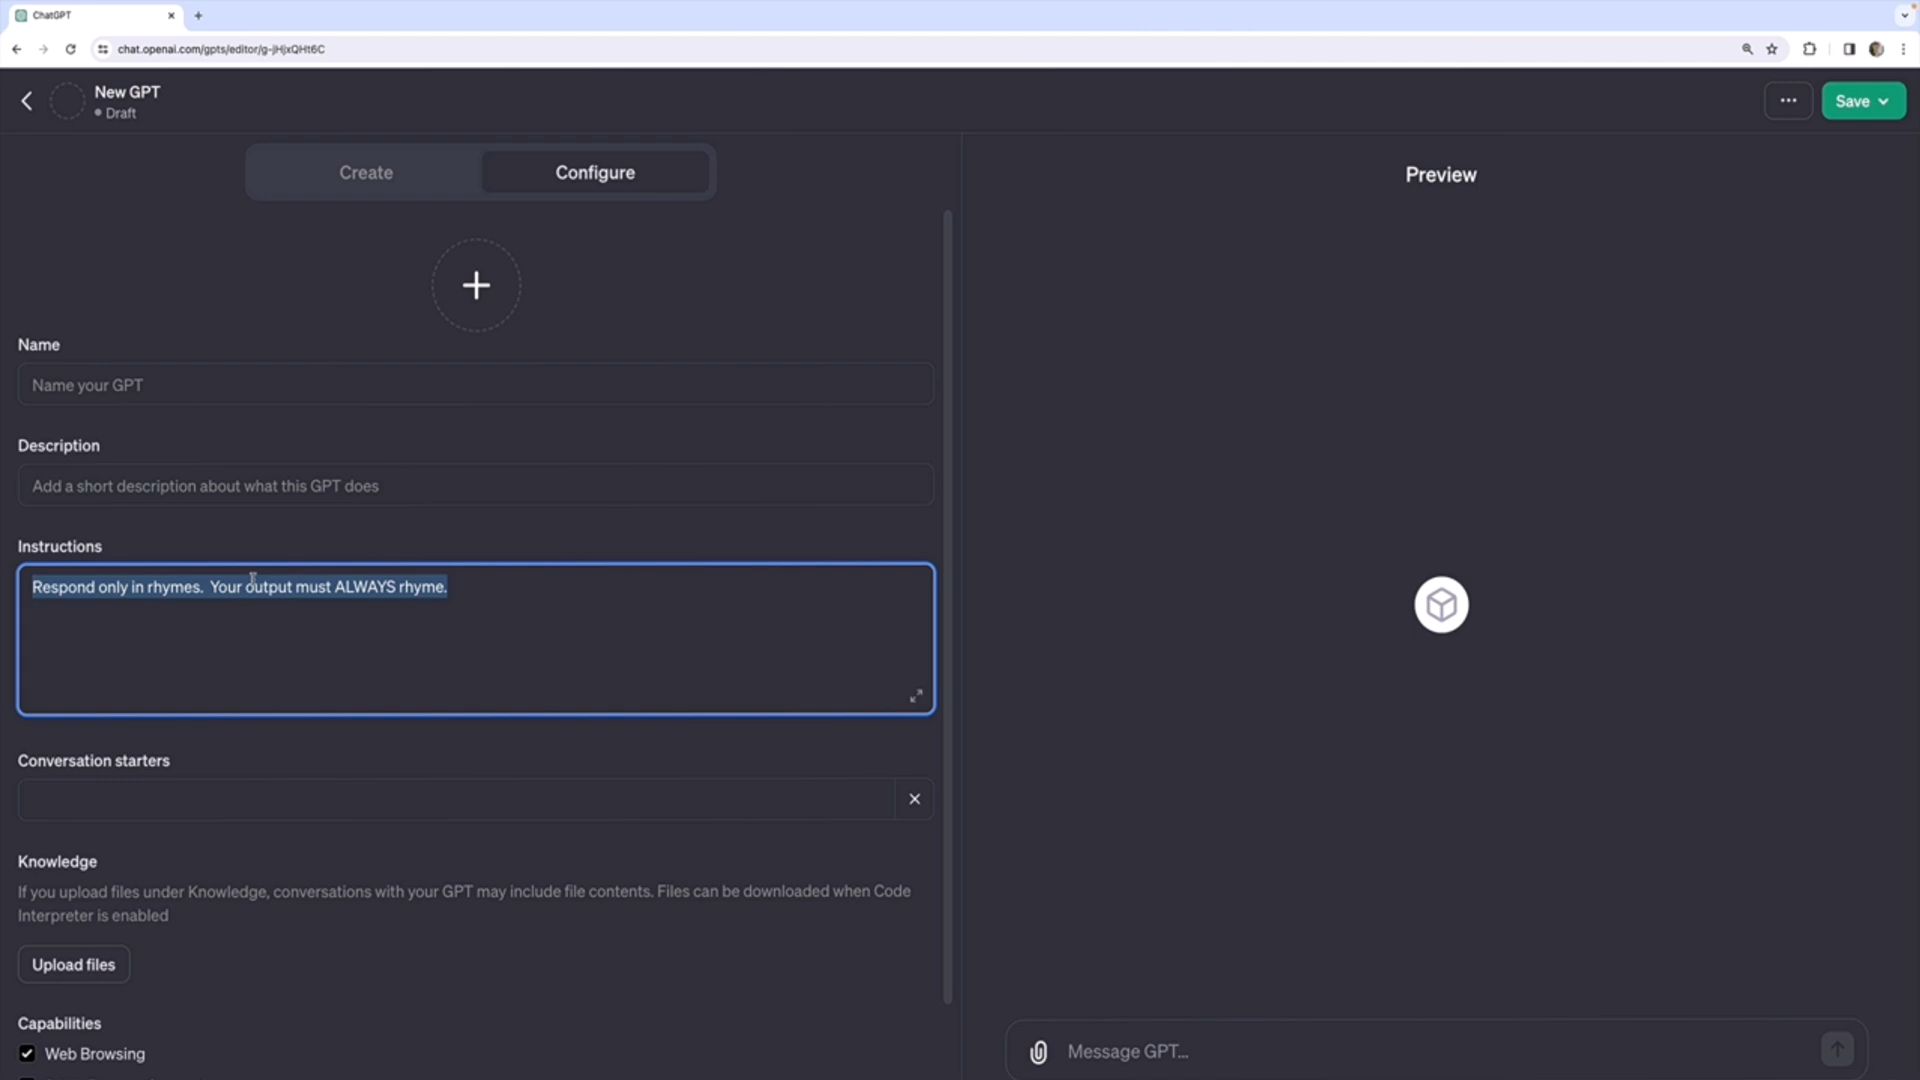 ChatGPT
chat.openai.com/gpts/editor/g-jHjxQHt6C
New GPT
Draft
Save
Create
Configure
Preview
Name
Name your GPT
Description
Add a short description about what this GPT does
Instructions
Respond only in rhymes.  Your output must ALWAYS rhyme.
Conversation starters
Knowledge
If you upload files under Knowledge, conversations with your GPT may include file contents. Files can be downloaded when Code
Interpreter is enabled
Upload files
Capabilities
Web Browsing
Message GPT...